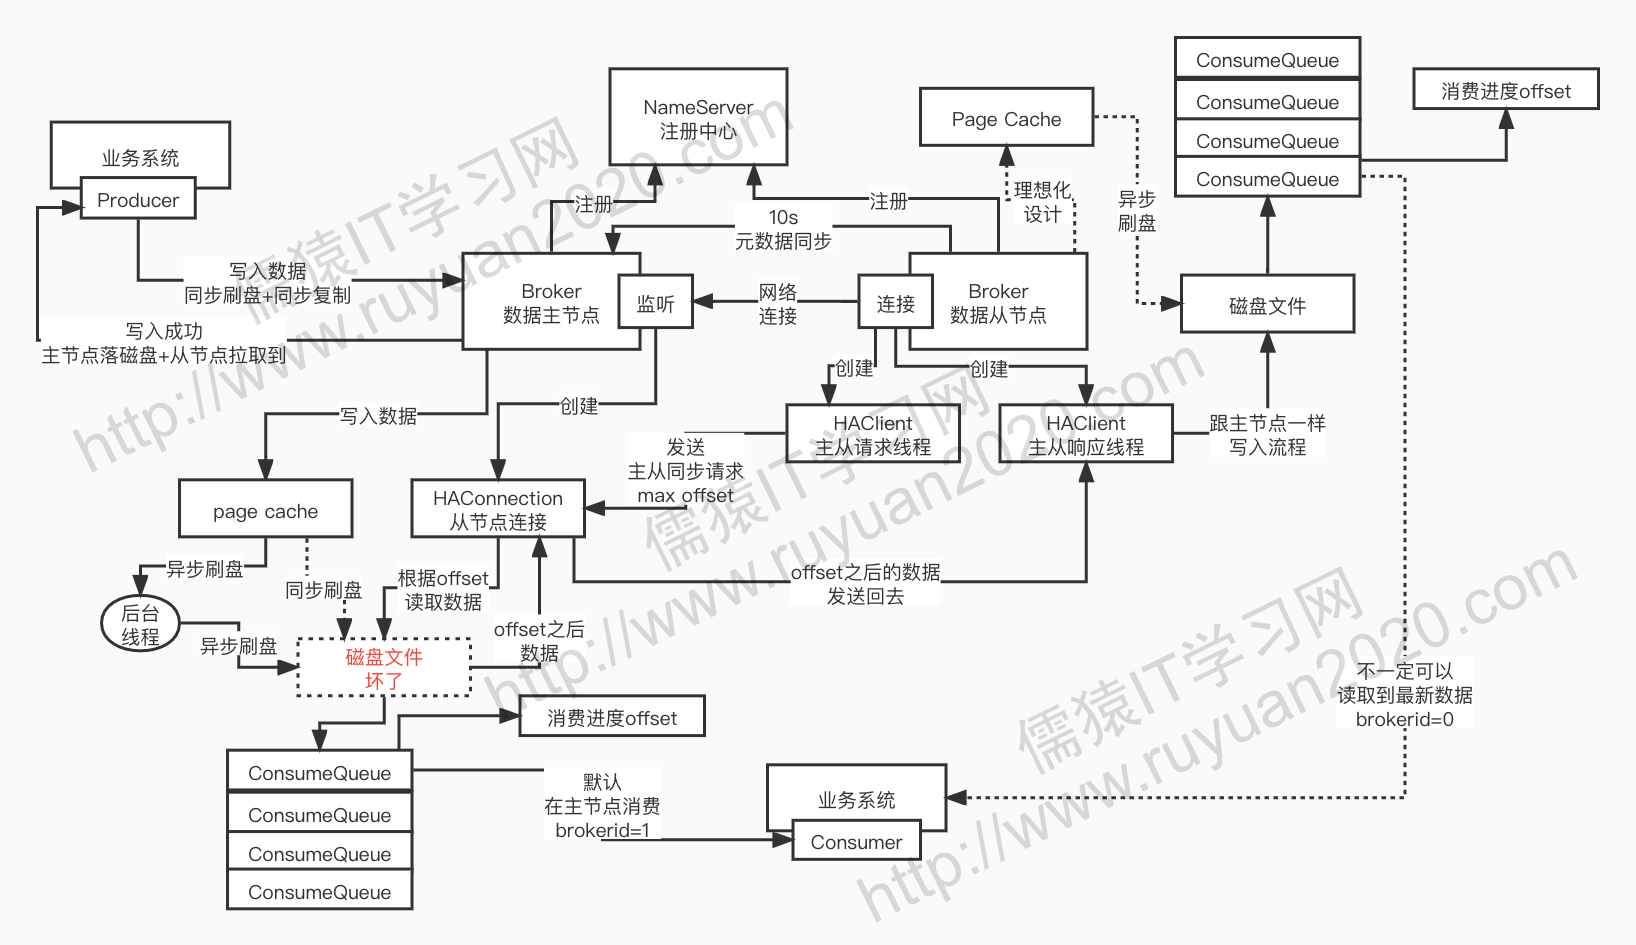 ConsumeQueue
ConsumeQueue
ConsumeQueue
ConsumeQueue
消费进度offset
NameServer
注册中心
Page Cache
业务系统
Producer
注册
注册
理想化
设计
异步
刷盘
10s
元数据同步
写入数据
同步刷盘+同步复制
Broker
数据主节点
监听
网络
连接
连接
Broker
数据从节点
磁盘文件
写入成功
主节点落磁盘+从节点拉取到
创建
创建
写入数据
创建
HAClient
主从请求线程
HAClient
主从响应线程
跟主节点一样
写入流程
发送
主从同步请求
max offset
page cache
HAConnection
从节点连接
异步刷盘
同步刷盘
根据offset
读取数据
offset之后的数据
发送回去
后台
线程
异步刷盘
offset之后
数据
磁盘文件
坏了
不一定可以
读取到最新数据
brokerid=0
消费进度offset
ConsumeQueue
ConsumeQueue
ConsumeQueue
ConsumeQueue
默认
在主节点消费
brokerid=1
业务系统
Consumer
儒猿IT学习网
http://www.ruyuan2020.com
儒猿IT学习网
http://www.ruyuan2020.com
儒猿IT学习网
http://www.ruyuan2020.com